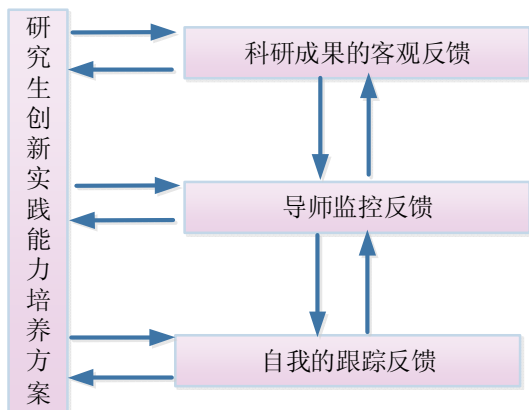 研究生创新实践能力培养方案
科研成果的客观反馈
导师监控反馈
自我的跟踪反馈